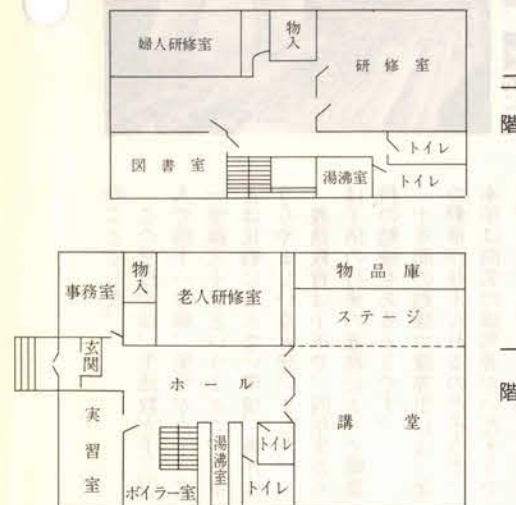 二階
婦人研修室
物入
研修室
図書室
湯沸室
トイレ
トイレ
一階
事務室
物入
老人研修室
物品庫
ステージ
玄関
ホール
講堂
実習室
ボイラー室
湯沸室
トイレ
トイレ